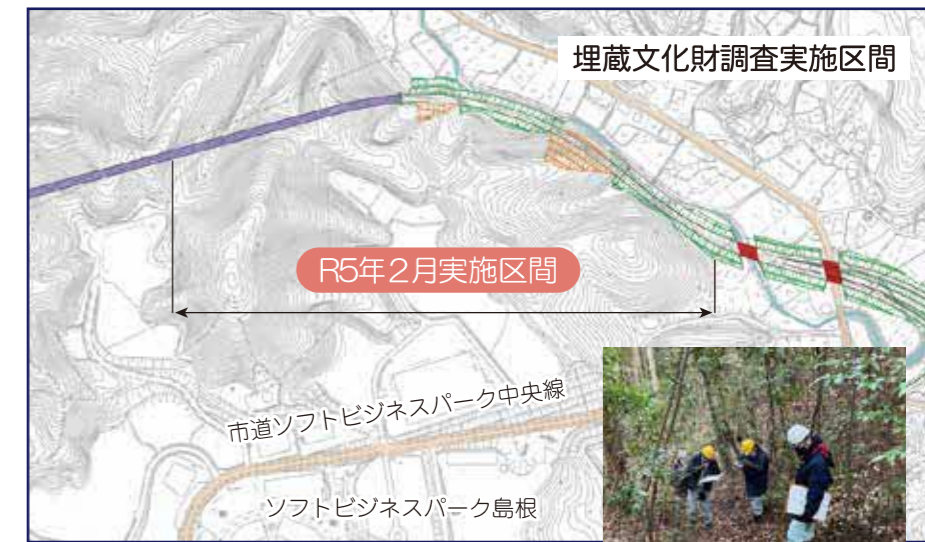 埋蔵文化財調査実施区間
R5年2月実施区間
市道ソフトビジネスパーク中央線
ソフトビジネスパーク島根